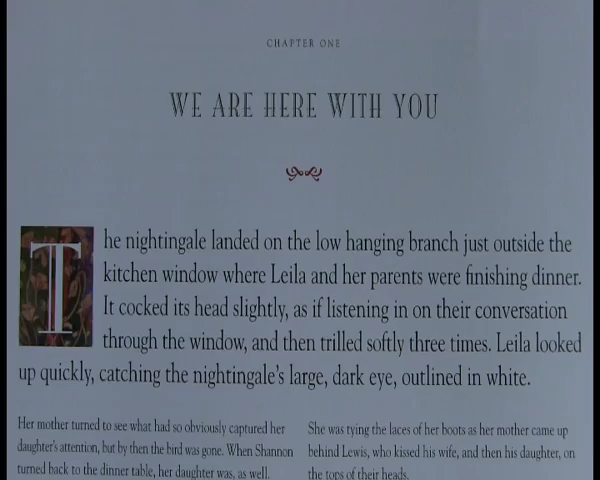 CHAPTER ONE
WE ARE HERE WITH YOU
The nightingale landed on the low hanging branch just outside the
kitchen window where Leila and her parents were finishing dinner.
It cocked its head slightly, as if listening in on their conversation
through the window, and then trilled softly three times. Leila looked
up quickly, catching the nightingale's large, dark eye, outlined in white.
Her mother turned to see what had so obviously captured her
daughter's attention, but by then the bird was gone. When Shannon
turned back to the dinner table, her daughter was, as well.
She was tying the laces of her boots as her mother came up
behind Lewis, who kissed his wife, and then his daughter, on
the tops of their heads.